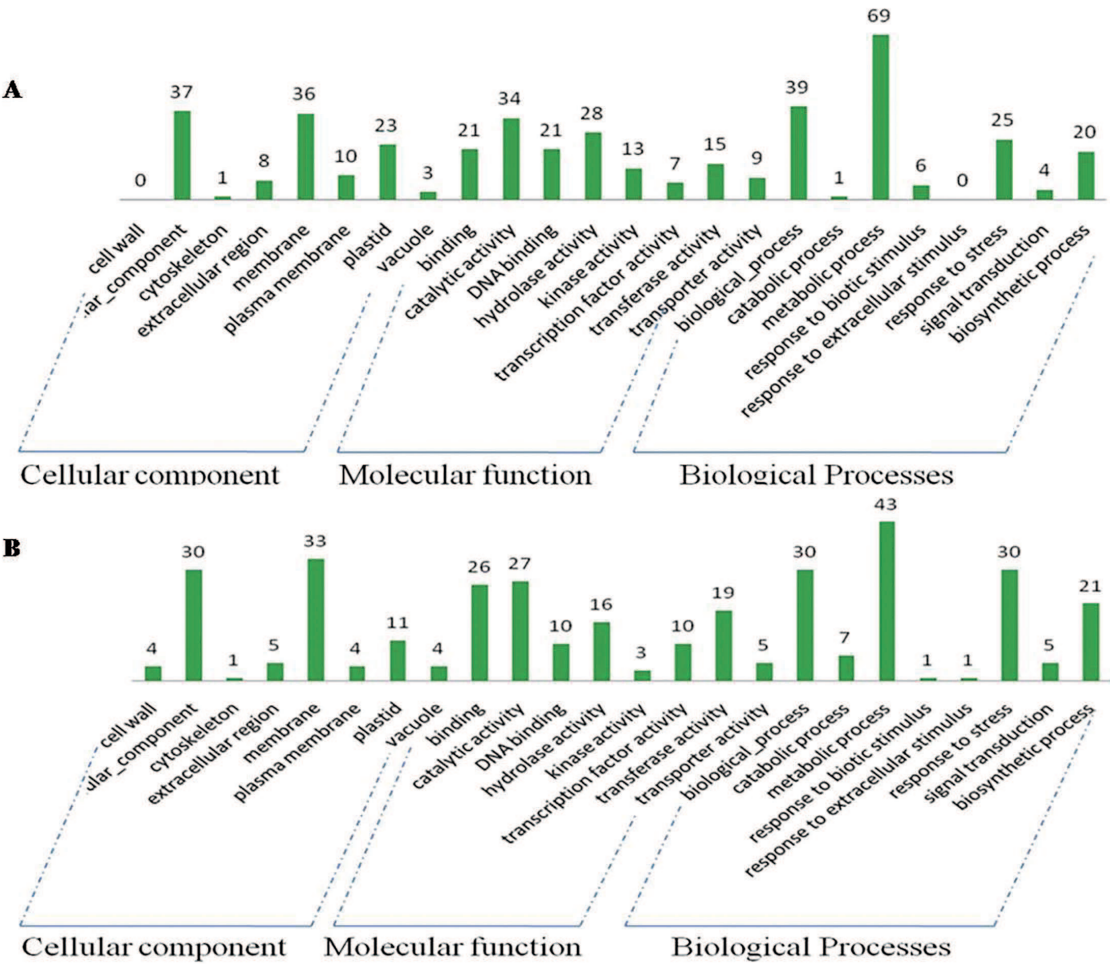 A
0
37
1
8
36
10
23
3
21
34
21
28
13
7
15
9
39
1
69
6
0
25
4
20
cell wall
lar_component
cytoskeleton
extracellular region
membrane
plasma membrane
plastid
vacuole
binding
catalytic activity
DNA binding
hydrolase activity
kinase activity
transcription factor activity
transferase activity
transporter activity
biological_process
catabolic process
metabolic process
response to biotic stimulus
response to extracellular stimulus
response to stress
signal transduction
biosynthetic process
Cellular component
Molecular function
Biological Processes
B
4
30
1
5
33
4
11
4
26
27
10
16
3
10
19
5
30
7
43
1
1
30
5
21
cell wall
ular_component
cytoskeleton
extracellular region
membrane
plasma membrane
plastid
vacuole
binding
catalytic activity
DNA binding
hydrolase activity
kinase activity
transcription factor activity
transferase activity
transporter activity
biological_process
catabolic process
metabolic process
response to biotic stimulus
response to extracellular stimulus
response to stress
signal transduction
biosynthetic process
Cellular component
Molecular function
Biological Processes